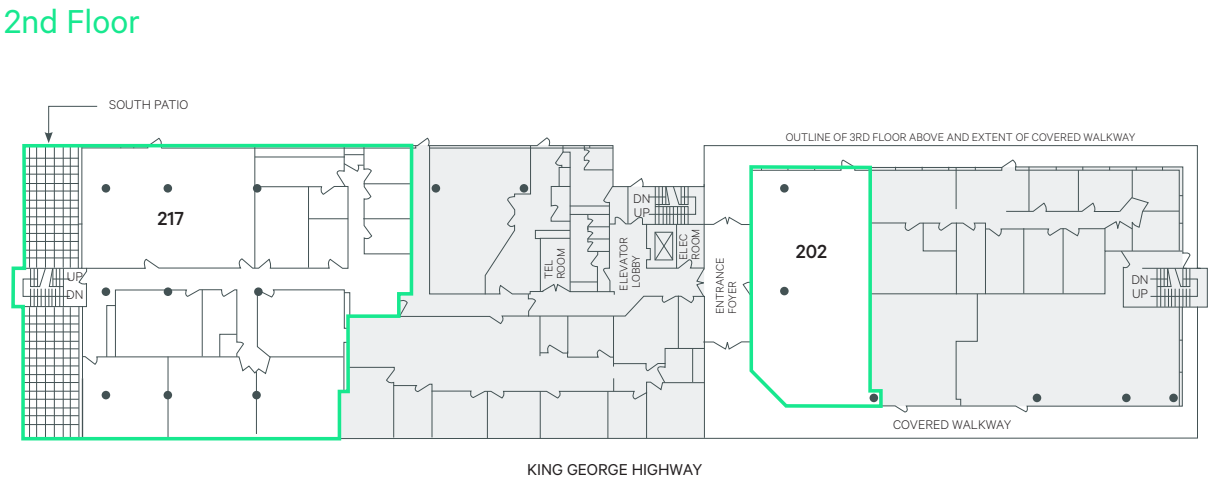 2nd Floor
SOUTH PATIO
OUTLINE OF 3RD FLOOR ABOVE AND EXTENT OF COVERED WALKWAY
217
202
DN
UP
UP
DN
TEL
ROOM
ELEVATOR
LOBBY
ELEC
ROOM
ENTRANCE
FOYER
DN
UP
COVERED WALKWAY
KING GEORGE HIGHWAY